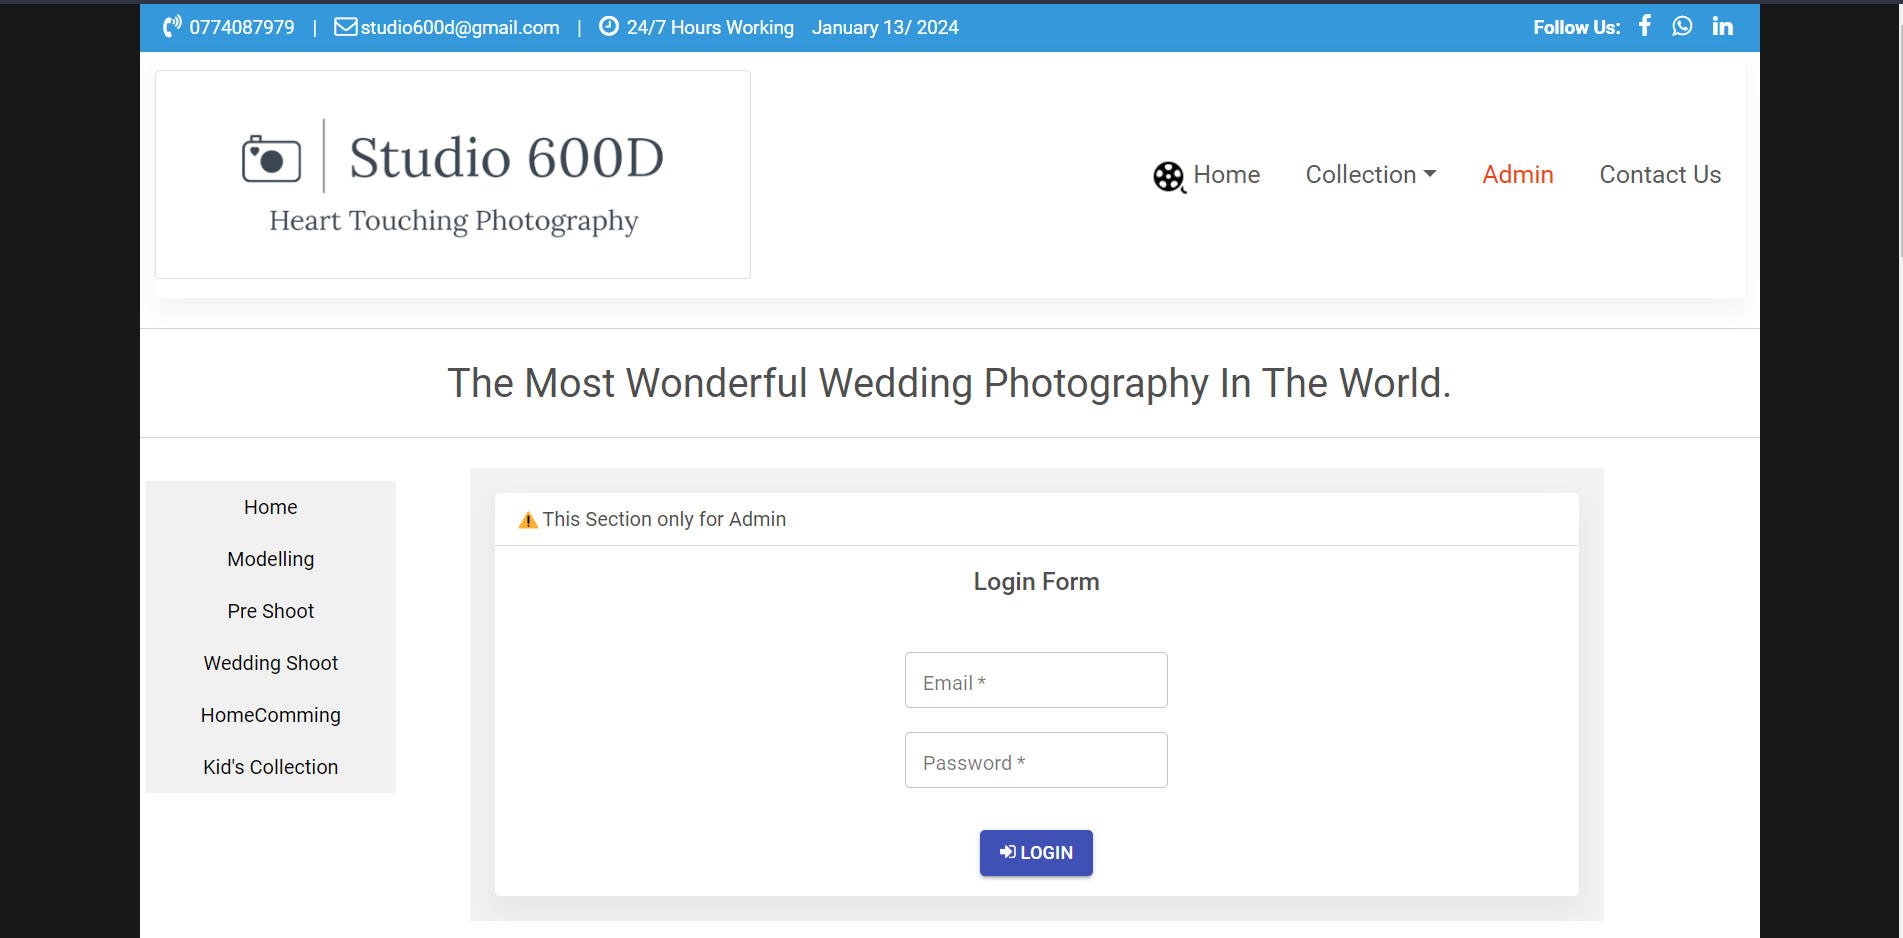 0774087979 | studio600d@gmail.com | 24/7 Hours Working January 13/ 2024 Follow Us:
Studio 600D
Heart Touching Photography
Home Collection Admin Contact Us
The Most Wonderful Wedding Photography In The World.
Home
Modelling
Pre Shoot
Wedding Shoot
HomeComming
Kid's Collection
This Section only for Admin
Login Form
Email *
Password *
LOGIN